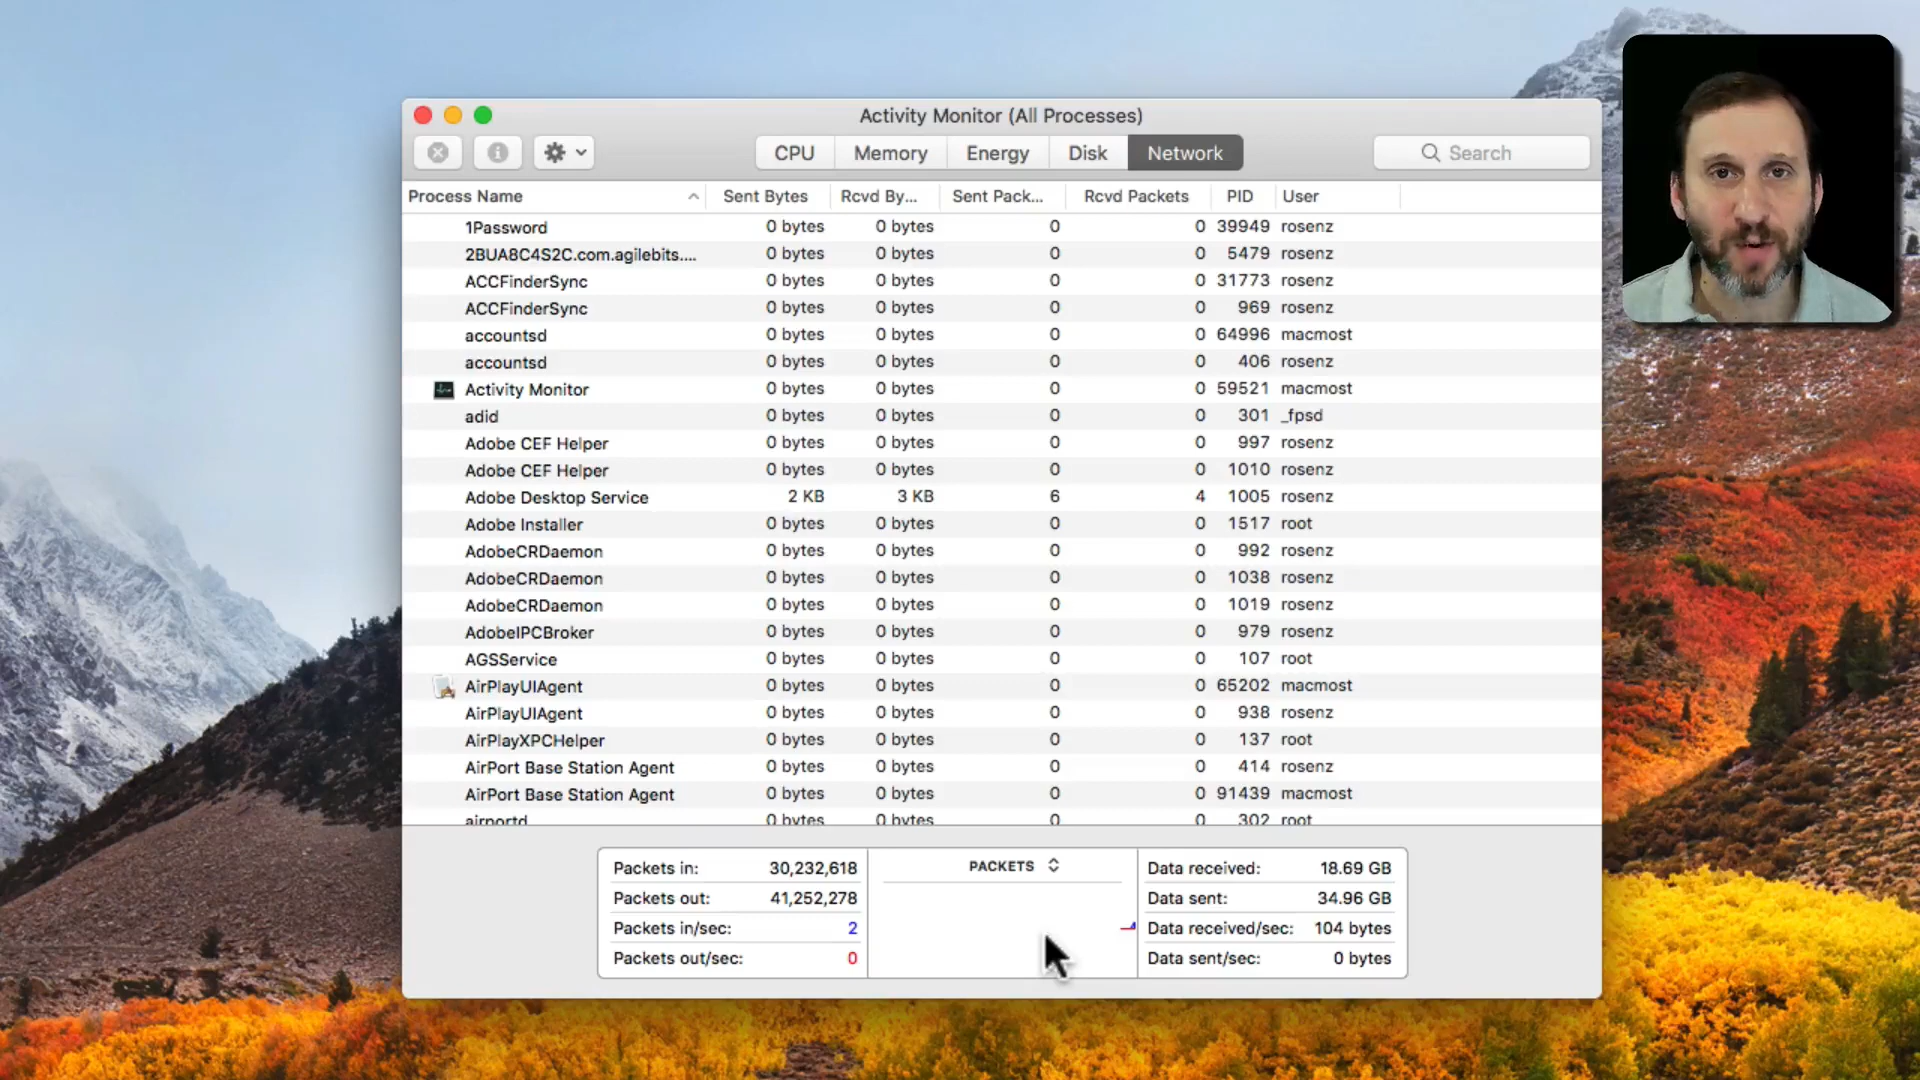 Activity Monitor (All Processes)
CPU Memory Energy Disk Network Search
Process Name Sent Bytes Rcvd By... Sent Pack... Rcvd Packets PID User
1Password 0 bytes 0 bytes 0 0 39949 rosenz
2BUA8C4S2C.com.agilebits.... 0 bytes 0 bytes 0 0 5479 rosenz
ACCFinderSync 0 bytes 0 bytes 0 0 31773 rosenz
ACCFinderSync 0 bytes 0 bytes 0 0 969 rosenz
accountsd 0 bytes 0 bytes 0 0 64996 macmost
accountsd 0 bytes 0 bytes 0 0 406 rosenz
Activity Monitor 0 bytes 0 bytes 0 0 59521 macmost
adid 0 bytes 0 bytes 0 0 301 _fpsd
Adobe CEF Helper 0 bytes 0 bytes 0 0 997 rosenz
Adobe CEF Helper 0 bytes 0 bytes 0 0 1010 rosenz
Adobe Desktop Service 2 KB 3 KB 6 4 1005 rosenz
Adobe Installer 0 bytes 0 bytes 0 0 1517 root
AdobeCRDaemon 0 bytes 0 bytes 0 0 992 rosenz
AdobeCRDaemon 0 bytes 0 bytes 0 0 1038 rosenz
AdobeCRDaemon 0 bytes 0 bytes 0 0 1019 rosenz
AdobeIPCBroker 0 bytes 0 bytes 0 0 979 rosenz
AGSService 0 bytes 0 bytes 0 0 107 root
AirPlayUIAgent 0 bytes 0 bytes 0 0 65202 macmost
AirPlayUIAgent 0 bytes 0 bytes 0 0 938 rosenz
AirPlayXPCHelper 0 bytes 0 bytes 0 0 137 root
AirPort Base Station Agent 0 bytes 0 bytes 0 0 414 rosenz
AirPort Base Station Agent 0 bytes 0 bytes 0 0 91439 macmost
airportd 0 bytes 0 bytes 0 0 302 root
Packets in: 30,232,618 PACKETS Data received: 18.69 GB
Packets out: 41,252,278 Data sent: 34.96 GB
Packets in/sec: 2 Data received/sec: 104 bytes
Packets out/sec: 0 Data sent/sec: 0 bytes